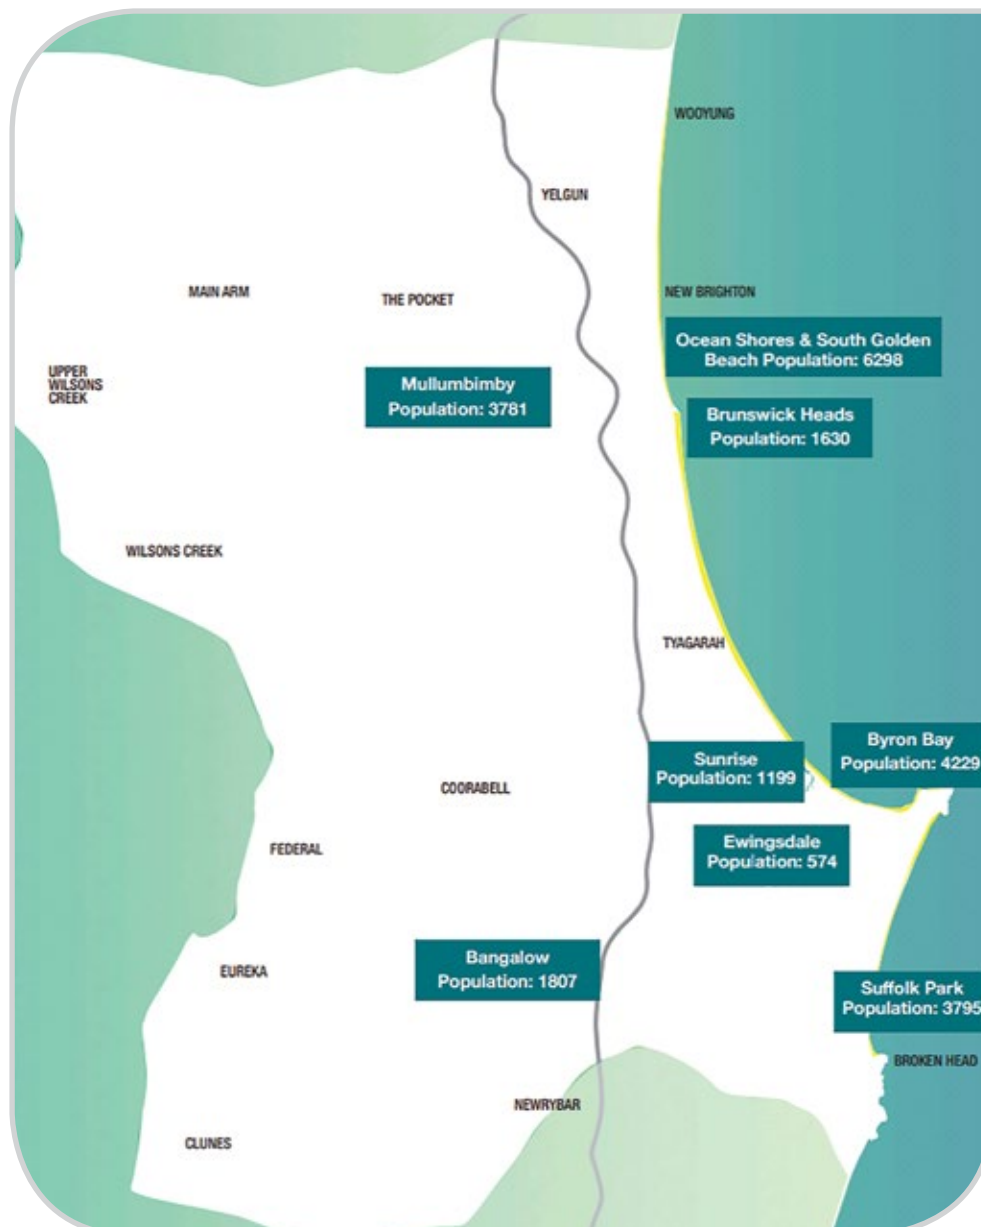 WOOYUNG
YELGUN
MAIN ARM
THE POCKET
NEW BRIGHTON
Ocean Shores & South Golden
Beach Population: 6298
UPPER
WILSONS
CREEK
Mullumbimby
Population: 3781
Brunswick Heads
Population: 1630
WILSONS CREEK
TYAGARAH
Sunrise
Population: 1199
Byron Bay
Population: 4229
COORABELL
Ewingsdale
Population: 574
FEDERAL
Bangalow
Population: 1807
EUREKA
Suffolk Park
Population: 3795
BROKEN HEAD
NEWRYBAR
CLUNES